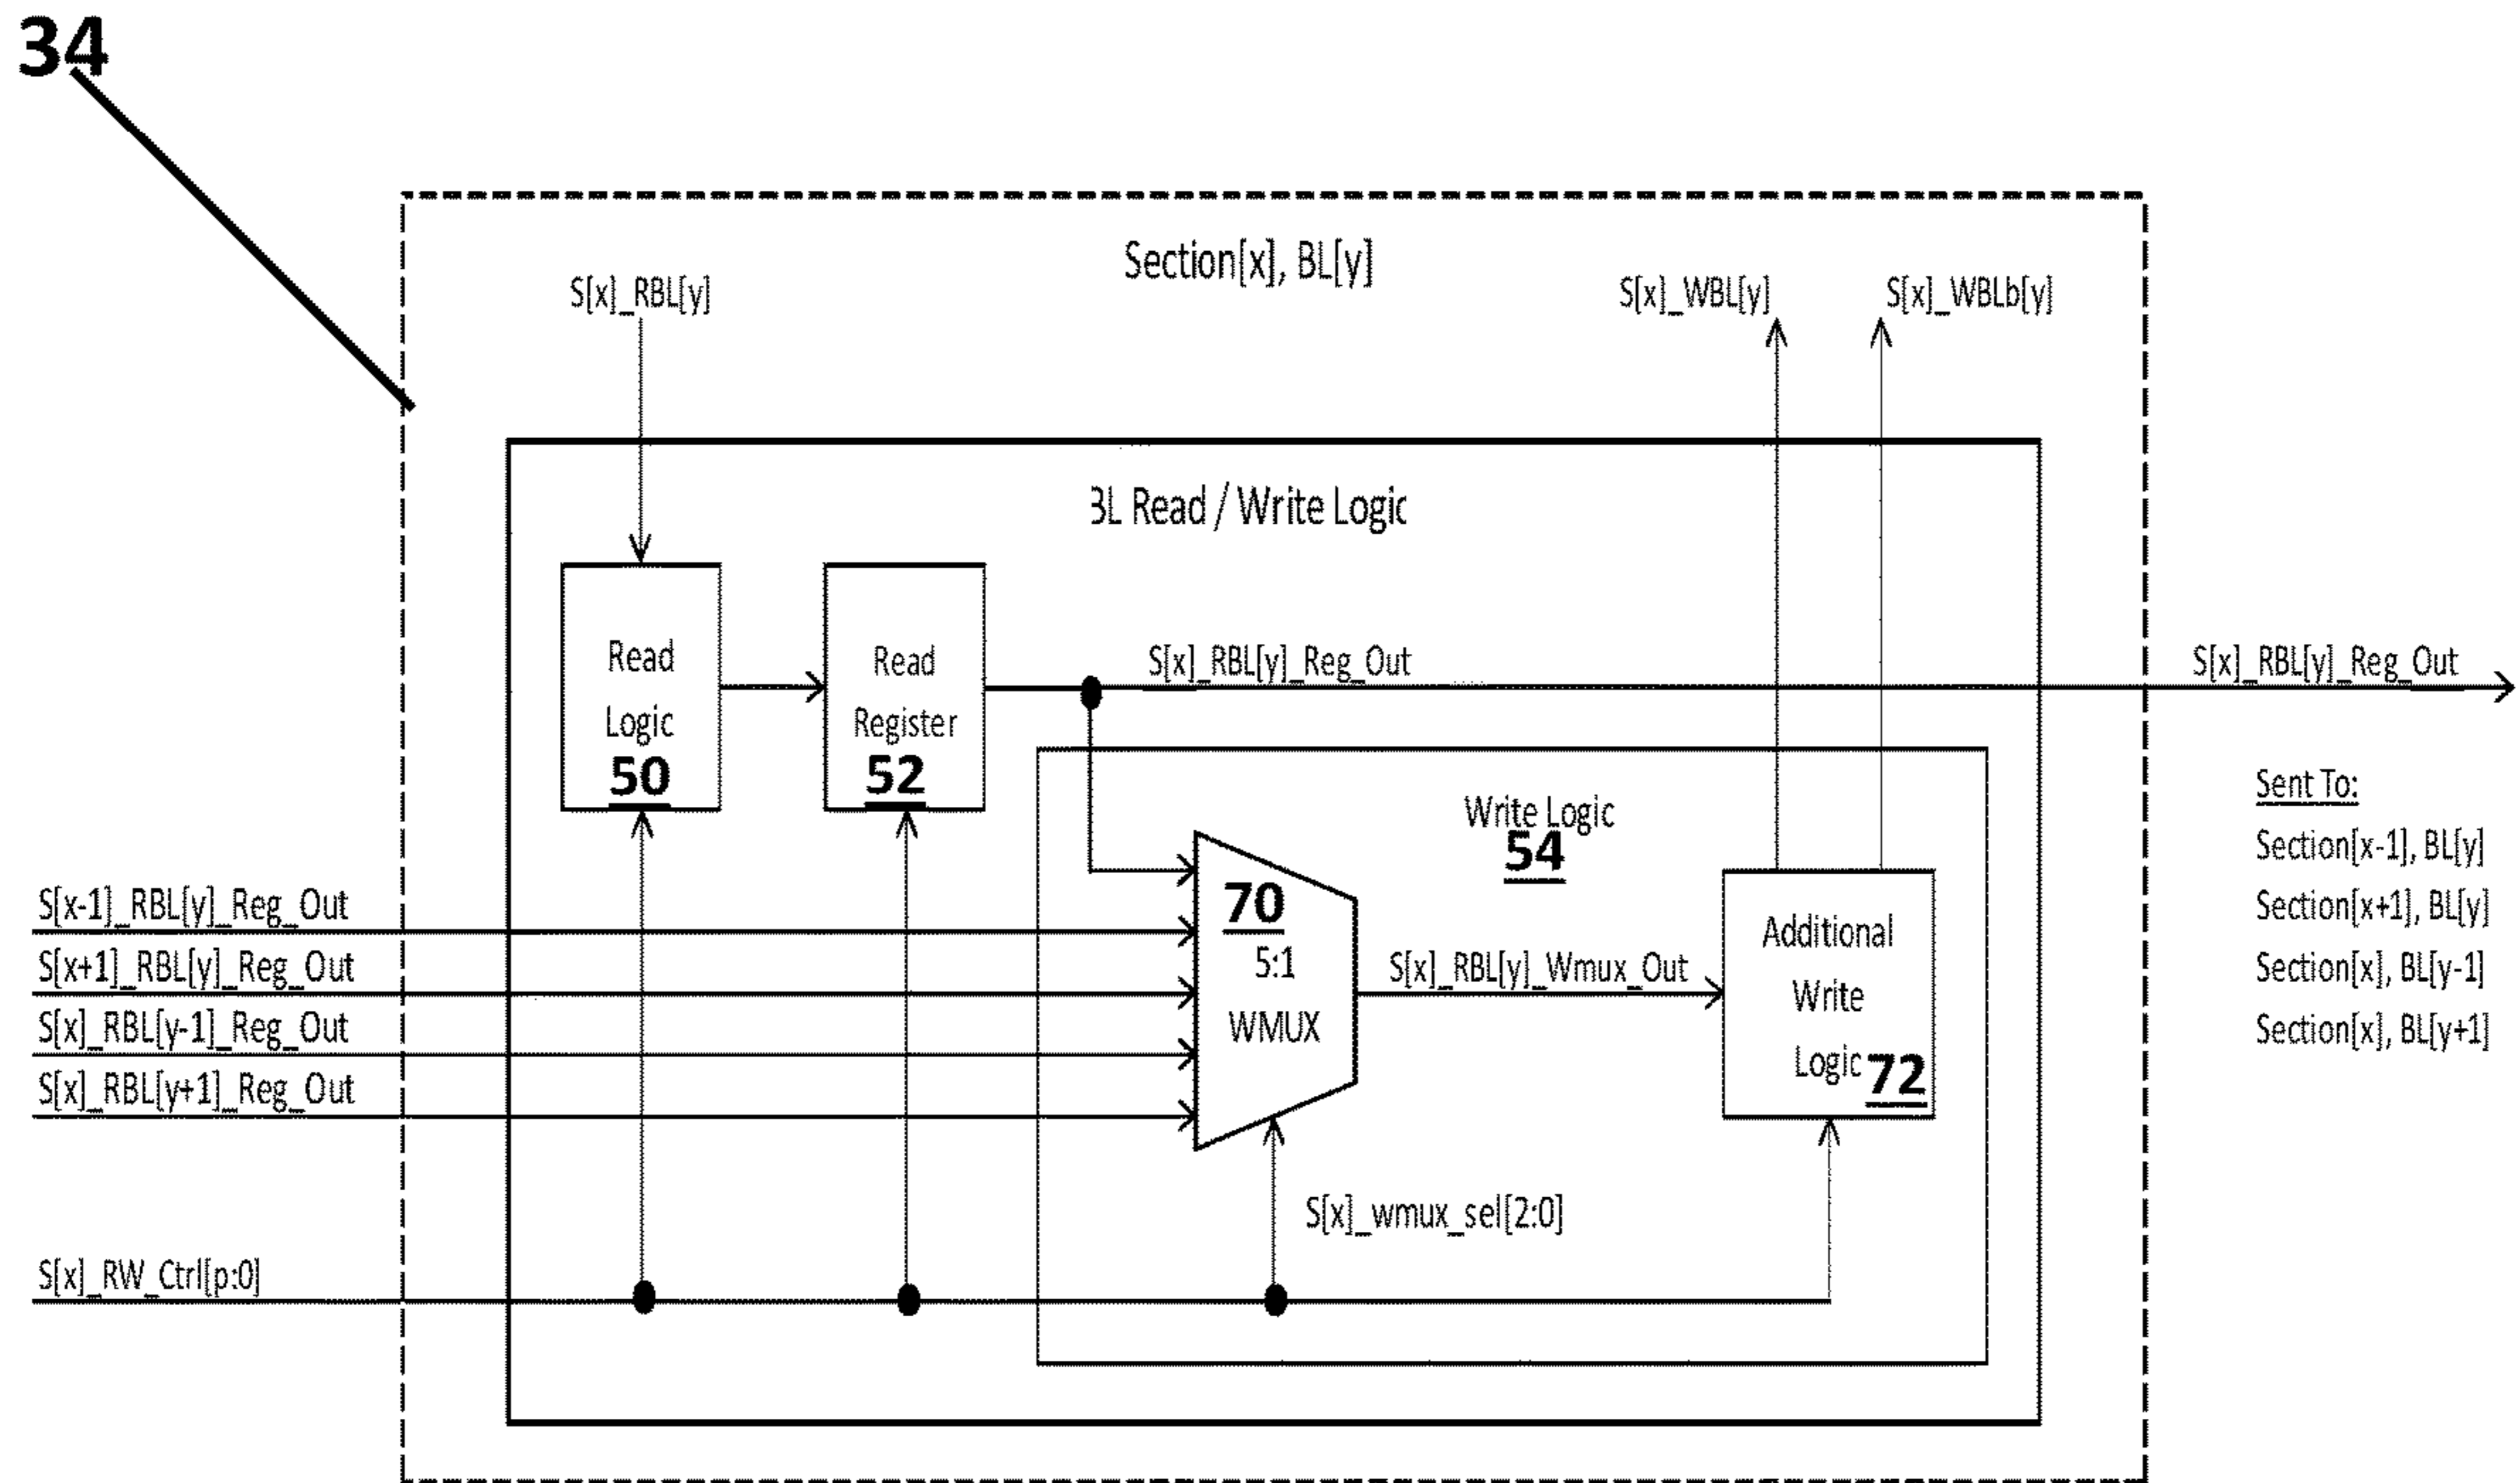 34
Section[x], BL[y]
S[x]_RBL[y]
S[x]_WBL[y]
S[x]_WBLb[y]
BL Read / Write Logic
Read
Logic
50
Read
Register
52
S[x]_RBL[y]_Reg_Out
S[x]_RBL[y]_Reg_Out
Sent To:
Section[x-1], BL[y]
Section[x+1], BL[y]
Section[x], BL[y-1]
Section[x], BL[y+1]
Write Logic
54
S[x-1]_RBL[y]_Reg_Out
S[x+1]_RBL[y]_Reg_Out
S[x]_RBL[y-1]_Reg_Out
S[x]_RBL[y+1]_Reg_Out
70
5:1
WMUX
S[x]_RBL[y]_Wmux_Out
Additional
Write
Logic 72
S[x]_wmux_sel[2:0]
S[x]_RW_Ctrl[p:0]